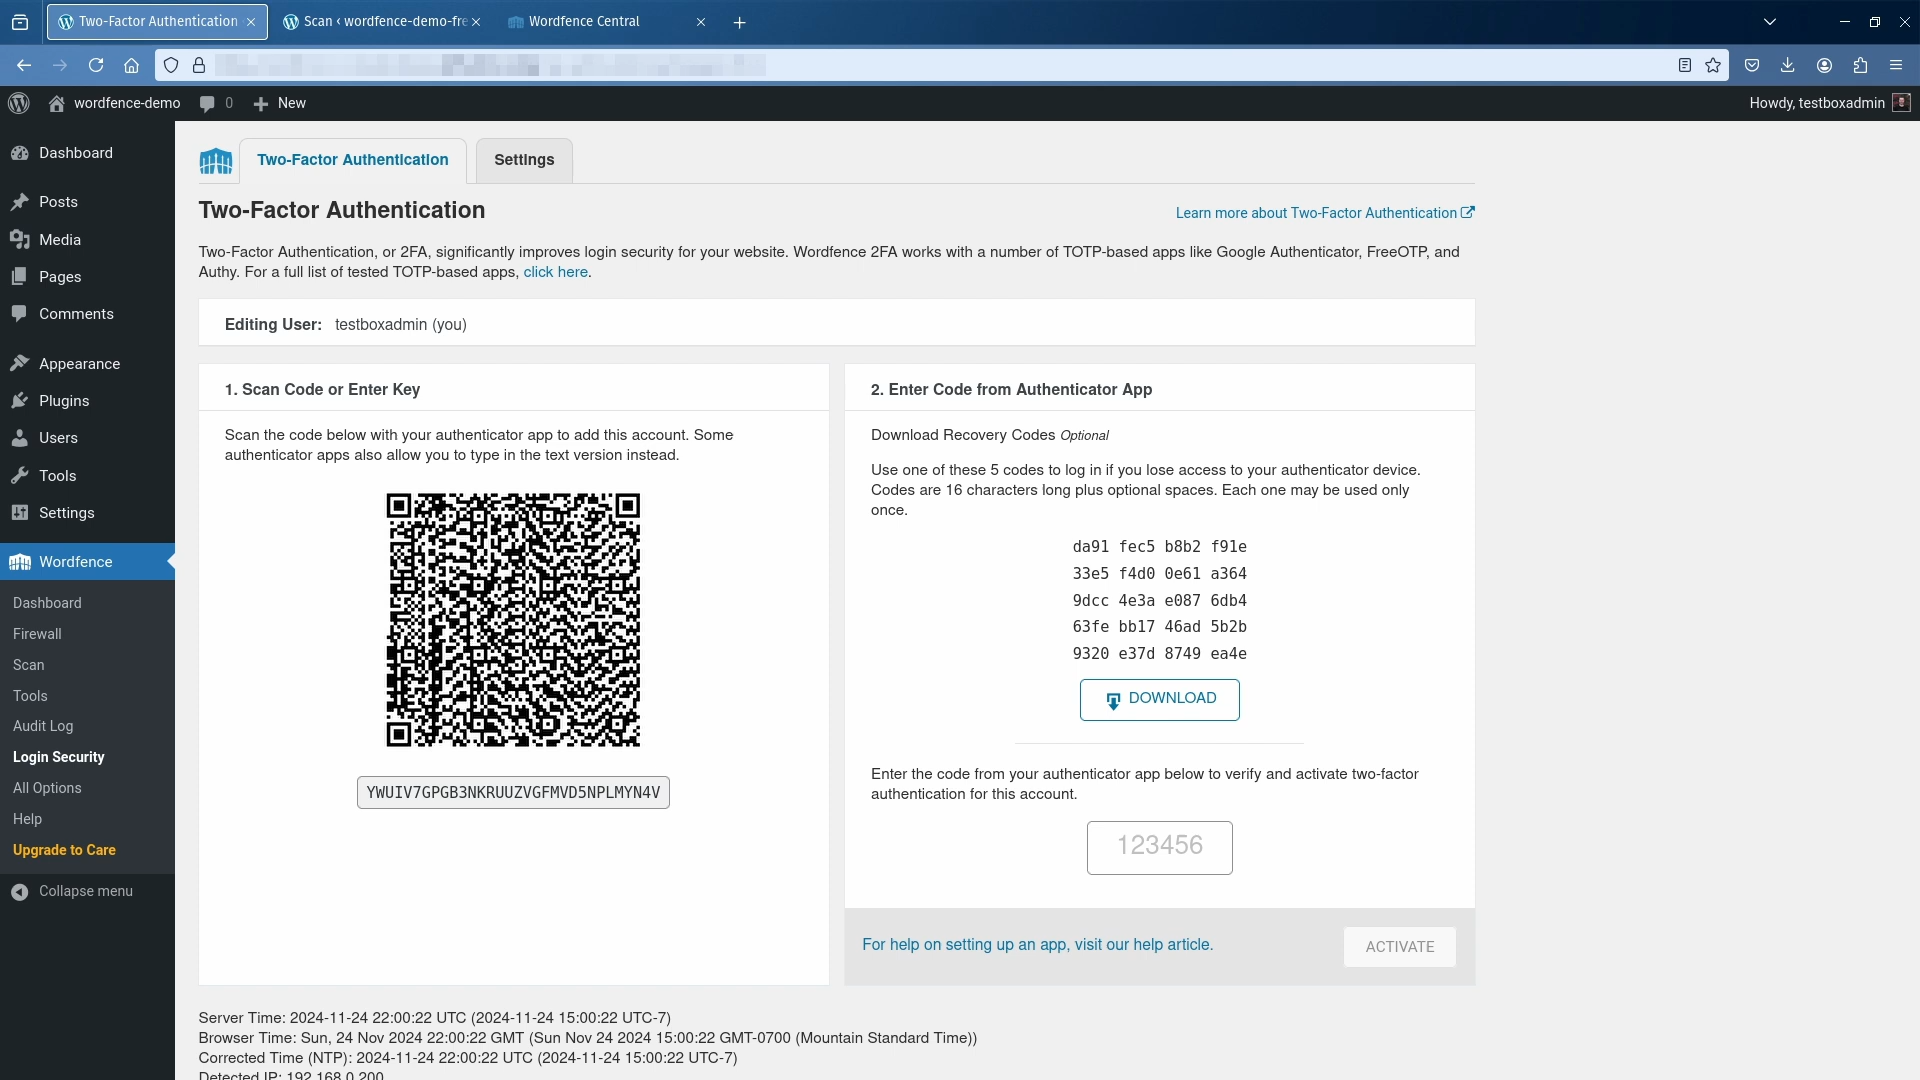 Two-Factor Authentication
Scan ‹ wordfence-demo-fre
Wordfence Central
wordfence-demo
0
New
Howdy, testboxadmin
Dashboard
Posts
Media
Pages
Comments
Appearance
Plugins
Users
Tools
Settings
Wordfence
Dashboard
Firewall
Scan
Tools
Audit Log
Login Security
All Options
Help
Upgrade to Care
Collapse menu
Two-Factor Authentication
Settings
Two-Factor Authentication
Learn more about Two-Factor Authentication
Two-Factor Authentication, or 2FA, significantly improves login security for your website. Wordfence 2FA works with a number of TOTP-based apps like Google Authenticator, FreeOTP, and
Authy. For a full list of tested TOTP-based apps, click here.
Editing User: testboxadmin (you)
1. Scan Code or Enter Key
Scan the code below with your authenticator app to add this account. Some
authenticator apps also allow you to type in the text version instead.
YWUIV7GPGB3NKRUUZVGFMVD5NPLMYN4V
2. Enter Code from Authenticator App
Download Recovery Codes Optional
Use one of these 5 codes to log in if you lose access to your authenticator device.
Codes are 16 characters long plus optional spaces. Each one may be used only
once.
da91 fec5 b8b2 f91e
33e5 f4d0 0e61 a364
9dcc 4e3a e087 6db4
63fe bb17 46ad 5b2b
9320 e37d 8749 ea4e
DOWNLOAD
Enter the code from your authenticator app below to verify and activate two-factor
authentication for this account.
123456
For help on setting up an app, visit our help article.
ACTIVATE
Server Time: 2024-11-24 22:00:22 UTC (2024-11-24 15:00:22 UTC-7)
Browser Time: Sun, 24 Nov 2024 22:00:22 GMT (Sun Nov 24 2024 15:00:22 GMT-0700 (Mountain Standard Time))
Corrected Time (NTP): 2024-11-24 22:00:22 UTC (2024-11-24 15:00:22 UTC-7)
Detected IP: 192.168.0.200